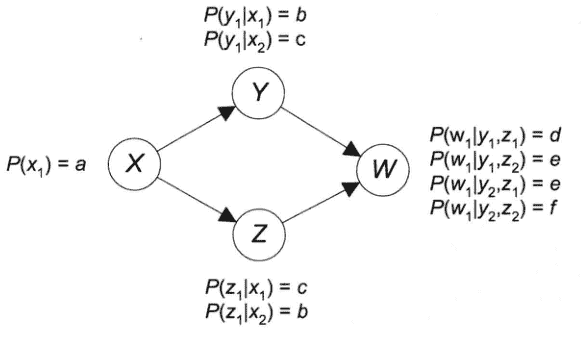 P(y₁|x₁) = b
P(y₁|x₂) = c
Y
P(x₁) = a
X
W
P(w₁|y₁,z₁) = d
P(w₁|y₁,z₂) = e
P(w₁|y₂,z₁) = e
P(w₁|y₂,z₂) = f
Z
P(z₁|x₁) = c
P(z₁|x₂) = b